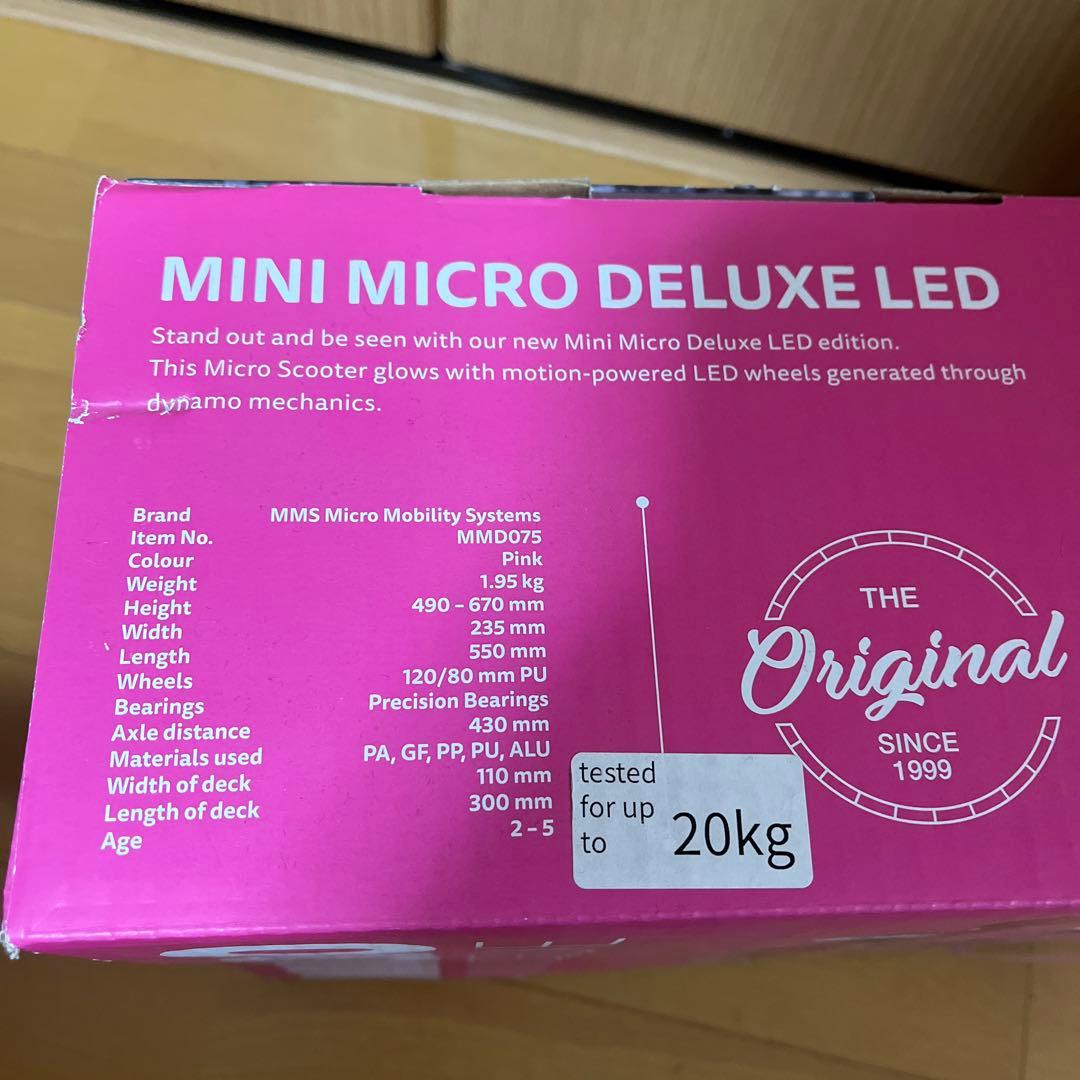 MINI MICRO DELUXE LED
Stand out and be seen with our new Mini Micro Deluxe LED edition.
This Micro Scooter glows with motion-powered LED wheels generated through
dynamo mechanics.
Brand MMS Micro Mobility Systems
Item No. MMD075
Colour Pink
Weight 1.95 kg
Height 490 – 670 mm
Width 235 mm
Length 550 mm
Wheels 120/80 mm PU
Bearings Precision Bearings
Axle distance 430 mm
Materials used PA, GF, PP, PU, ALU
Width of deck 110 mm
Length of deck 300 mm
Age 2 – 5
tested
for up
to 20kg
THE
Original
SINCE
1999